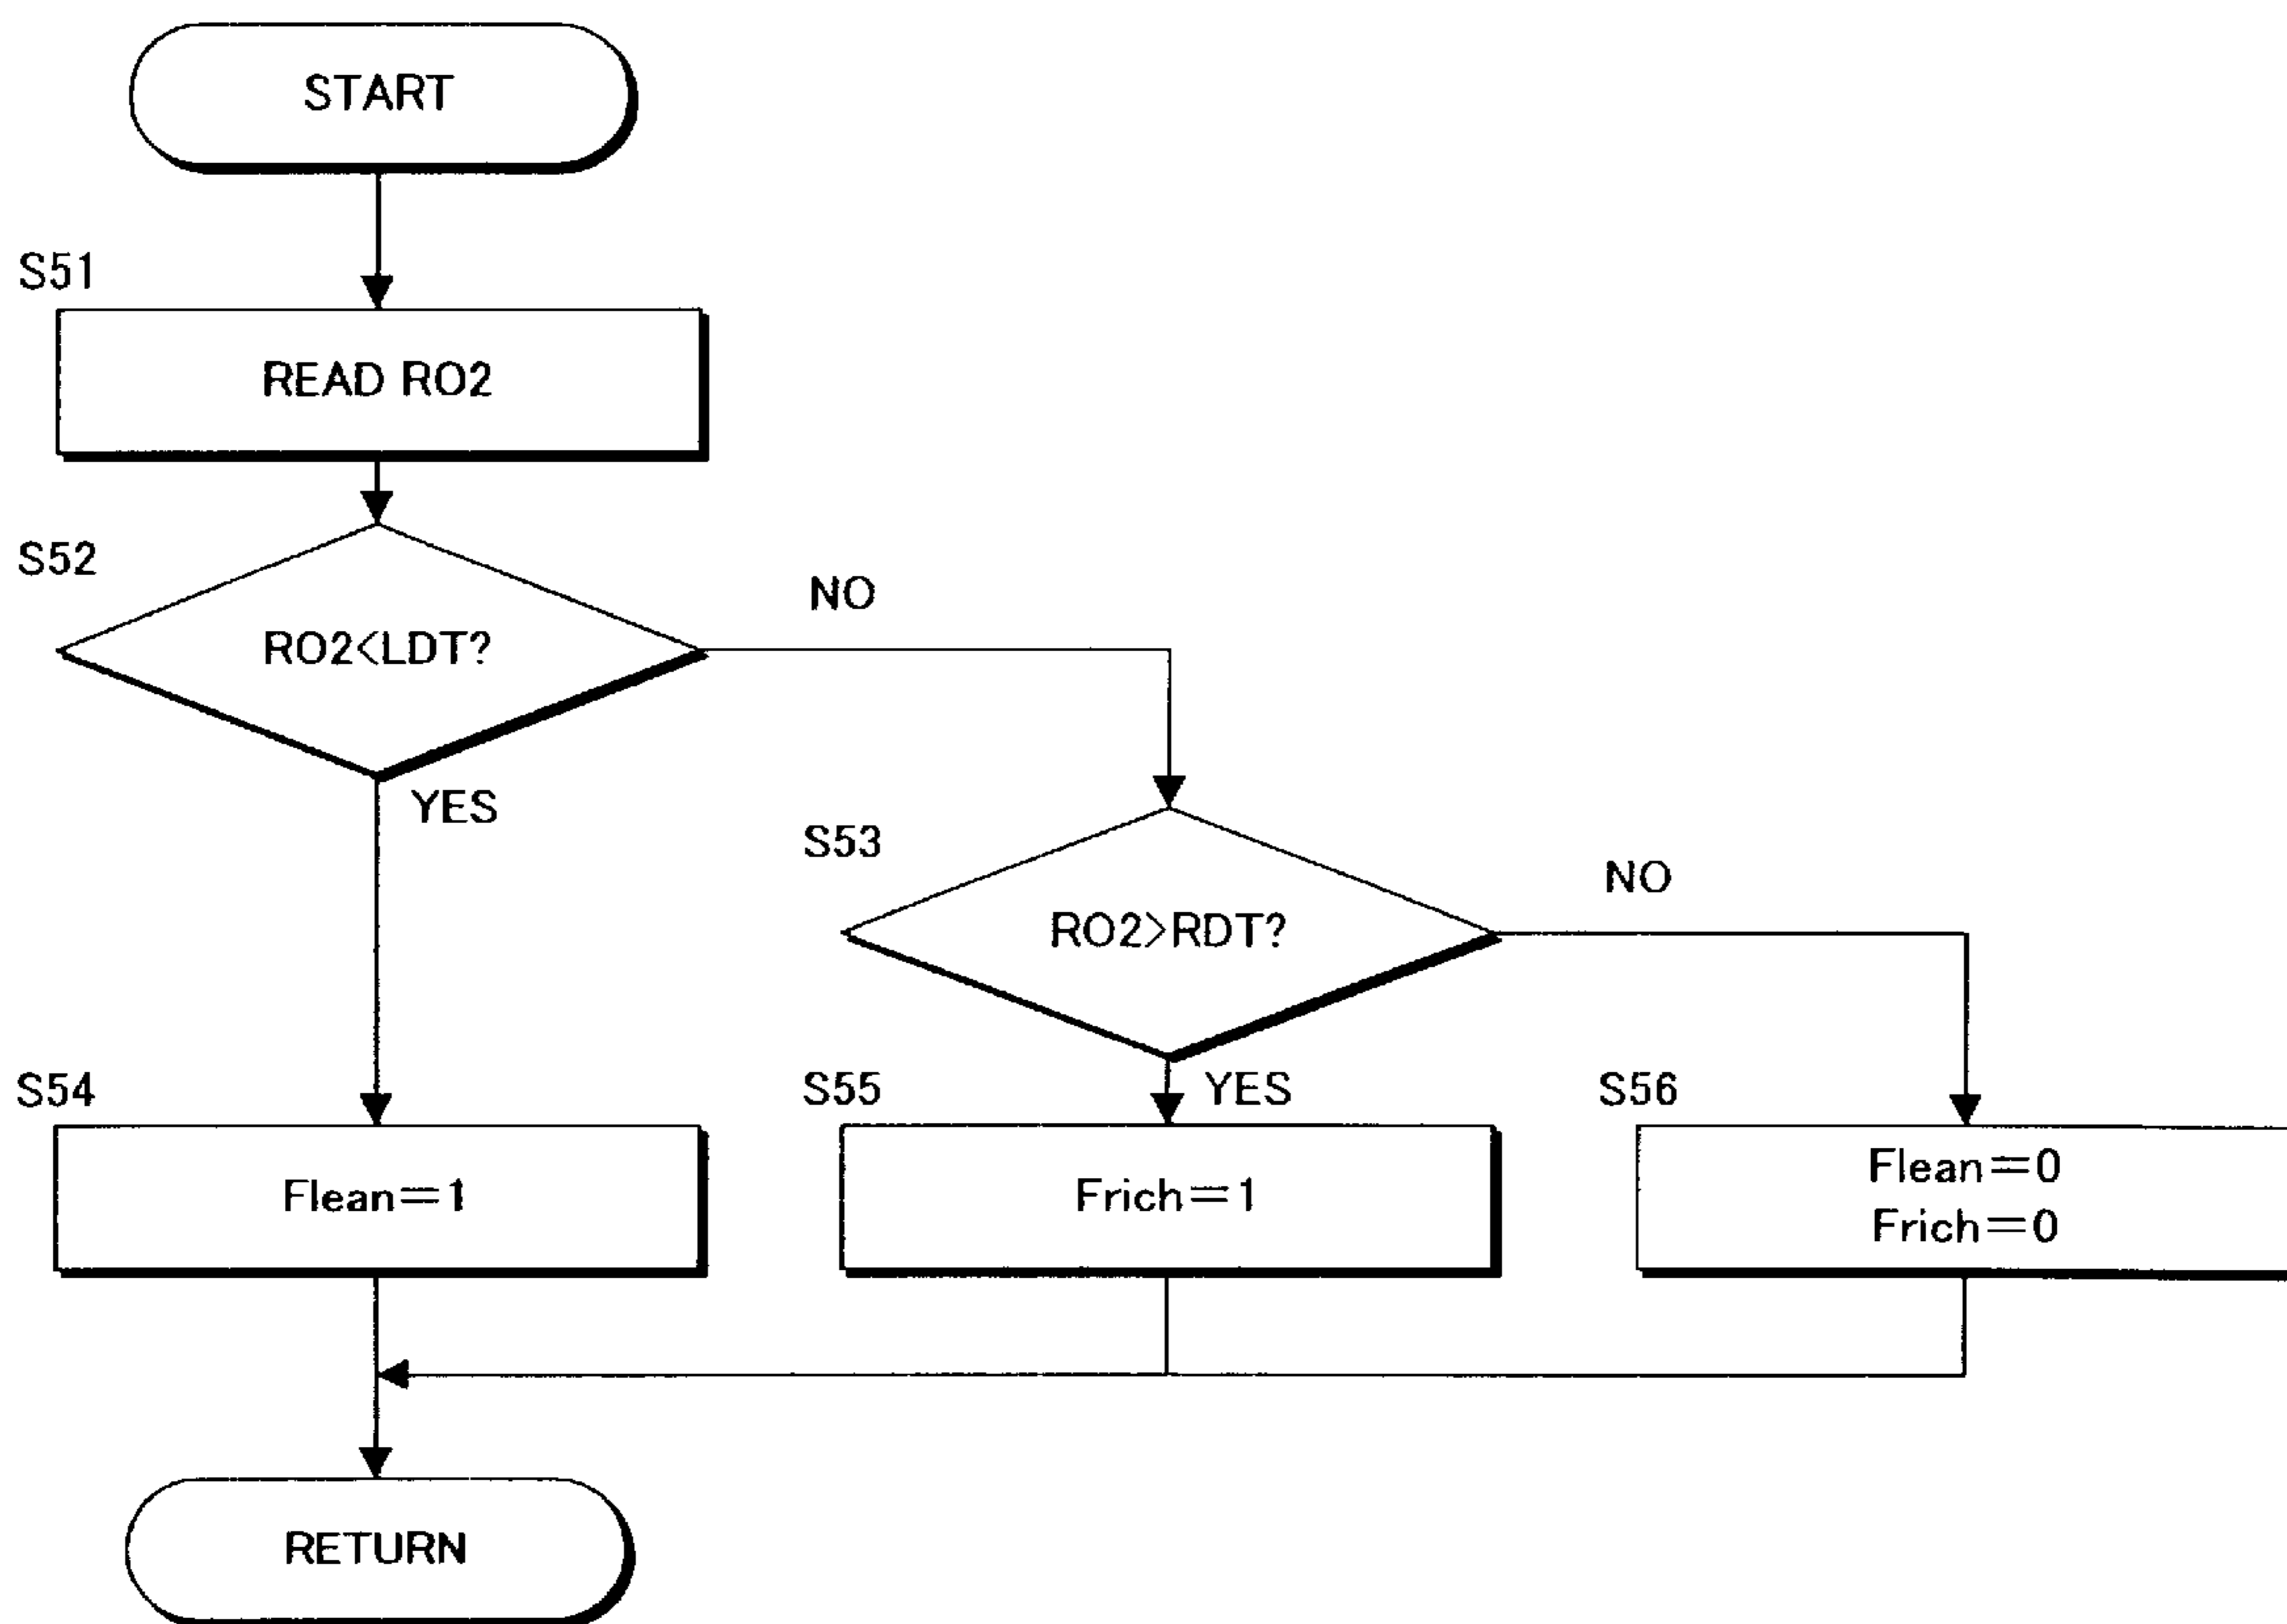 START
S51
READ RO2
S52
RO2<LDT?
NO
YES
S53
RO2>RDT?
NO
S54
Flean=1
S55
YES
Frich=1
S56
Flean=0
Frich=0
RETURN